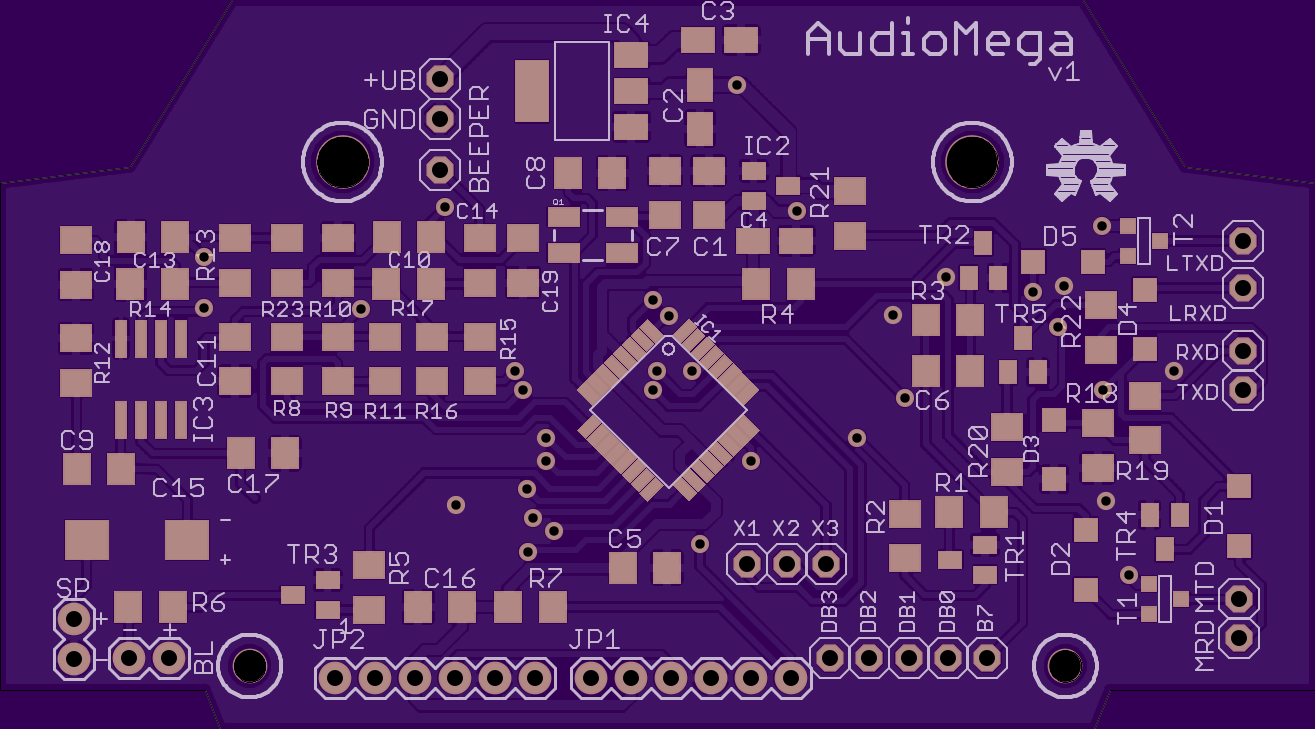 C3
IC4
AudioMega
v1
+UB
GND
BEEPER
C2
IC2
C8
R21
Q1
C14
C4
C7
C1
TR2
D5
T2
LTXD
C18
C13
R13
C10
C19
R14
R23
R10
R17
R4
R3
TR5
R22
D4
LRXD
IC1
R15
R12
C11
RXD
R8
R9
R11
R16
C6
R18
TXD
IC3
C9
C17
C15
R20
D3
R19
R1
R2
-
+
TR3
R5
C16
R7
C5
X1
X2
X3
TR1
D2
TR4
D1
SP
R6
+
-
+
-
BL
1
JP2
JP1
DB3
DB2
DB1
DB0
B7
T1
MTD
MRD